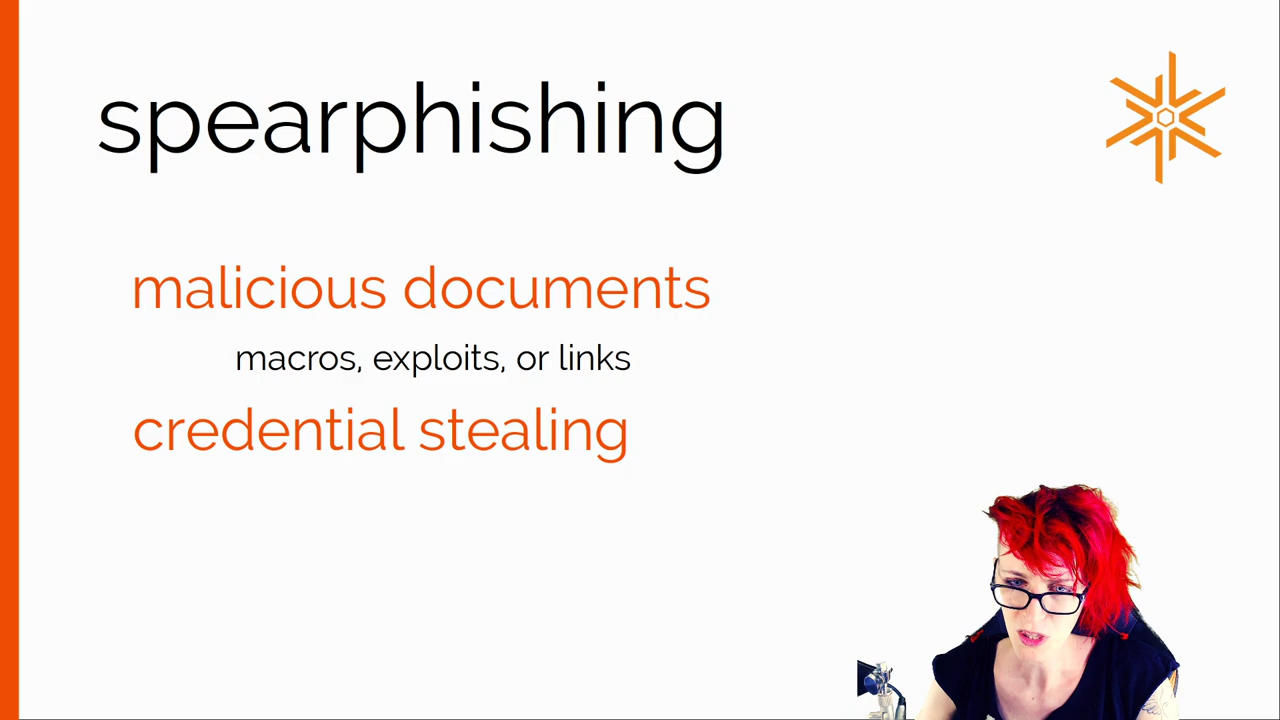 spearphishing
malicious documents
macros, exploits, or links
credential stealing